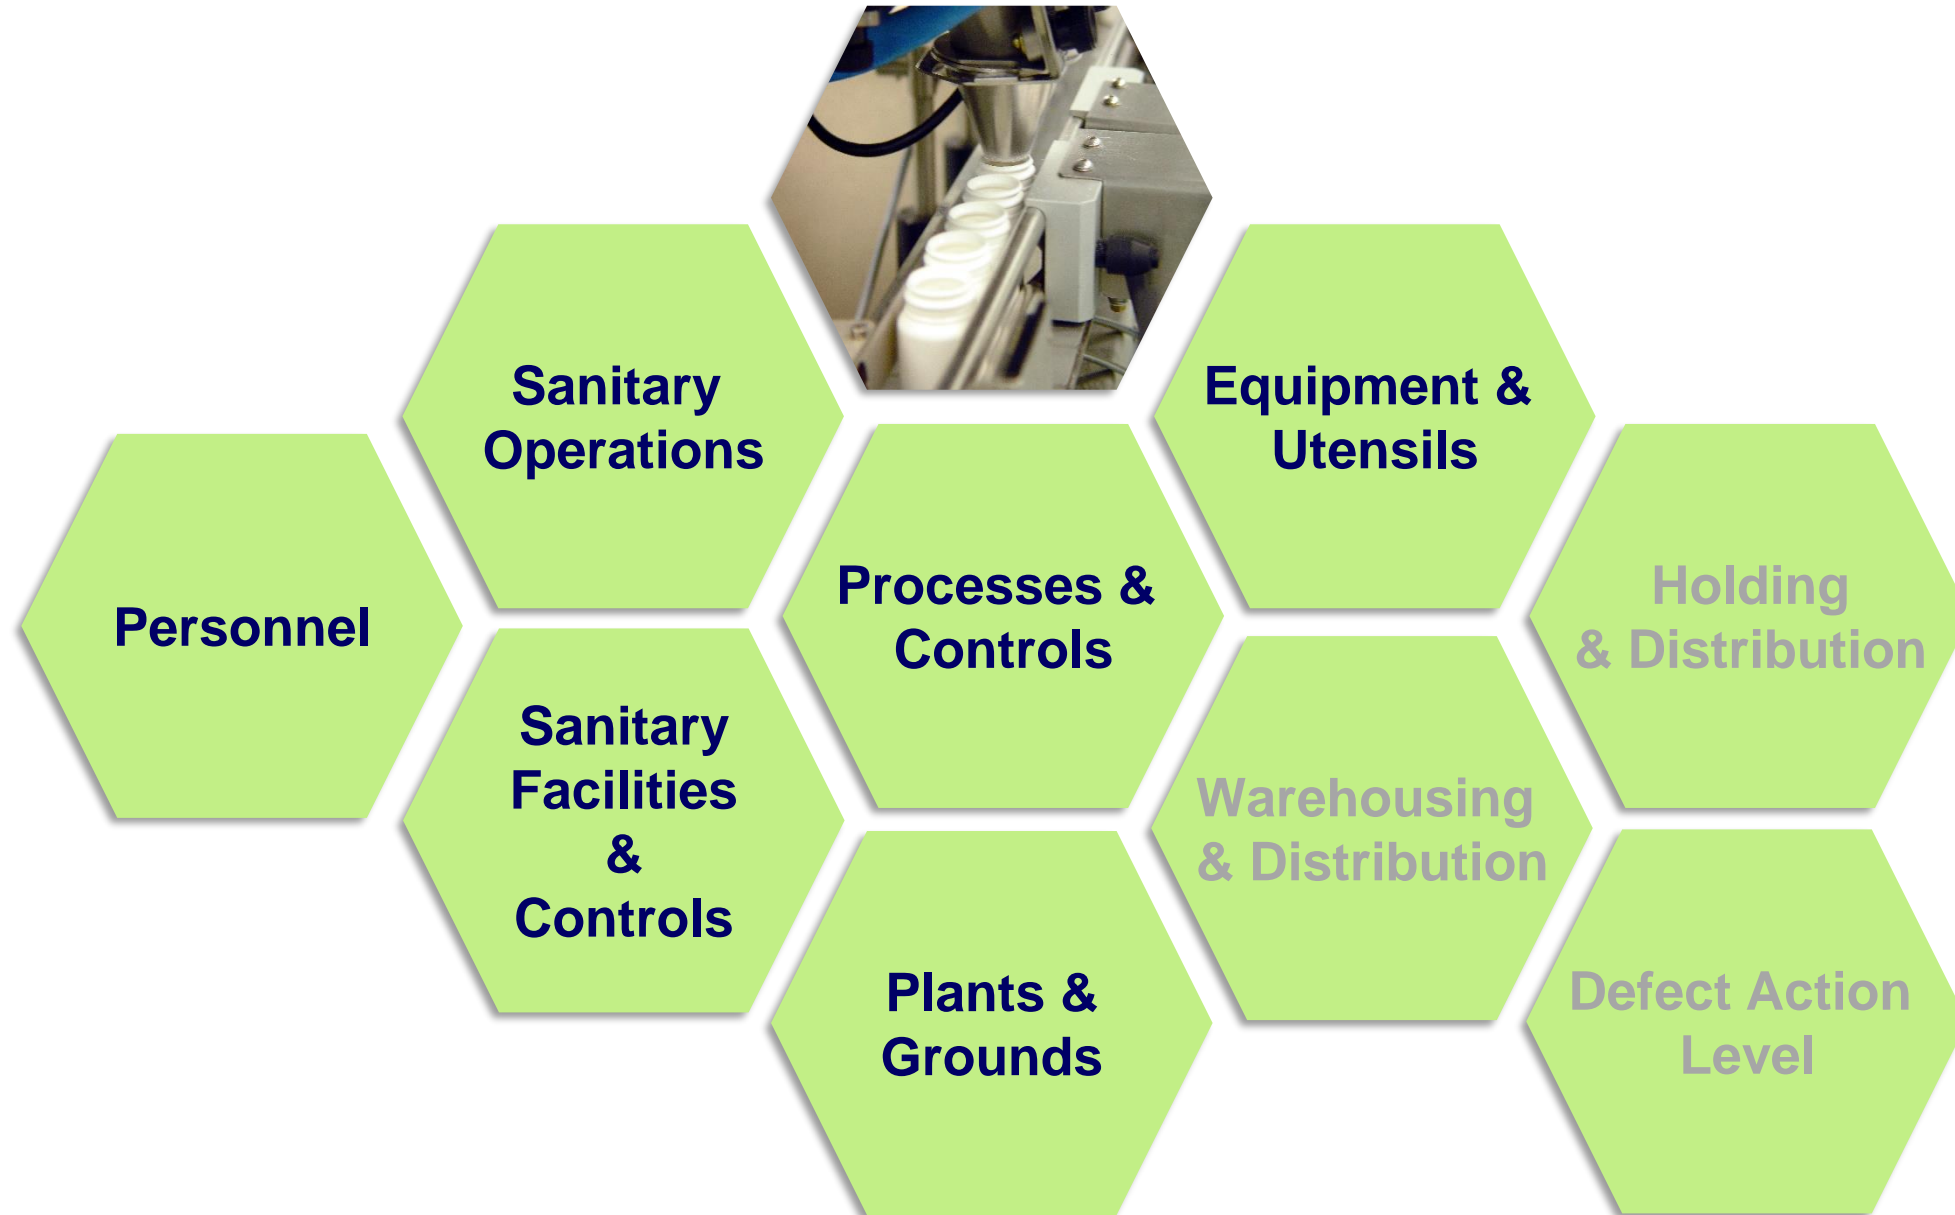 Personnel
Sanitary
Operations
Sanitary
Facilities
&
Controls
Processes &
Controls
Plants &
Grounds
Equipment &
Utensils
Warehousing
& Distribution
Holding
& Distribution
Defect Action
Level